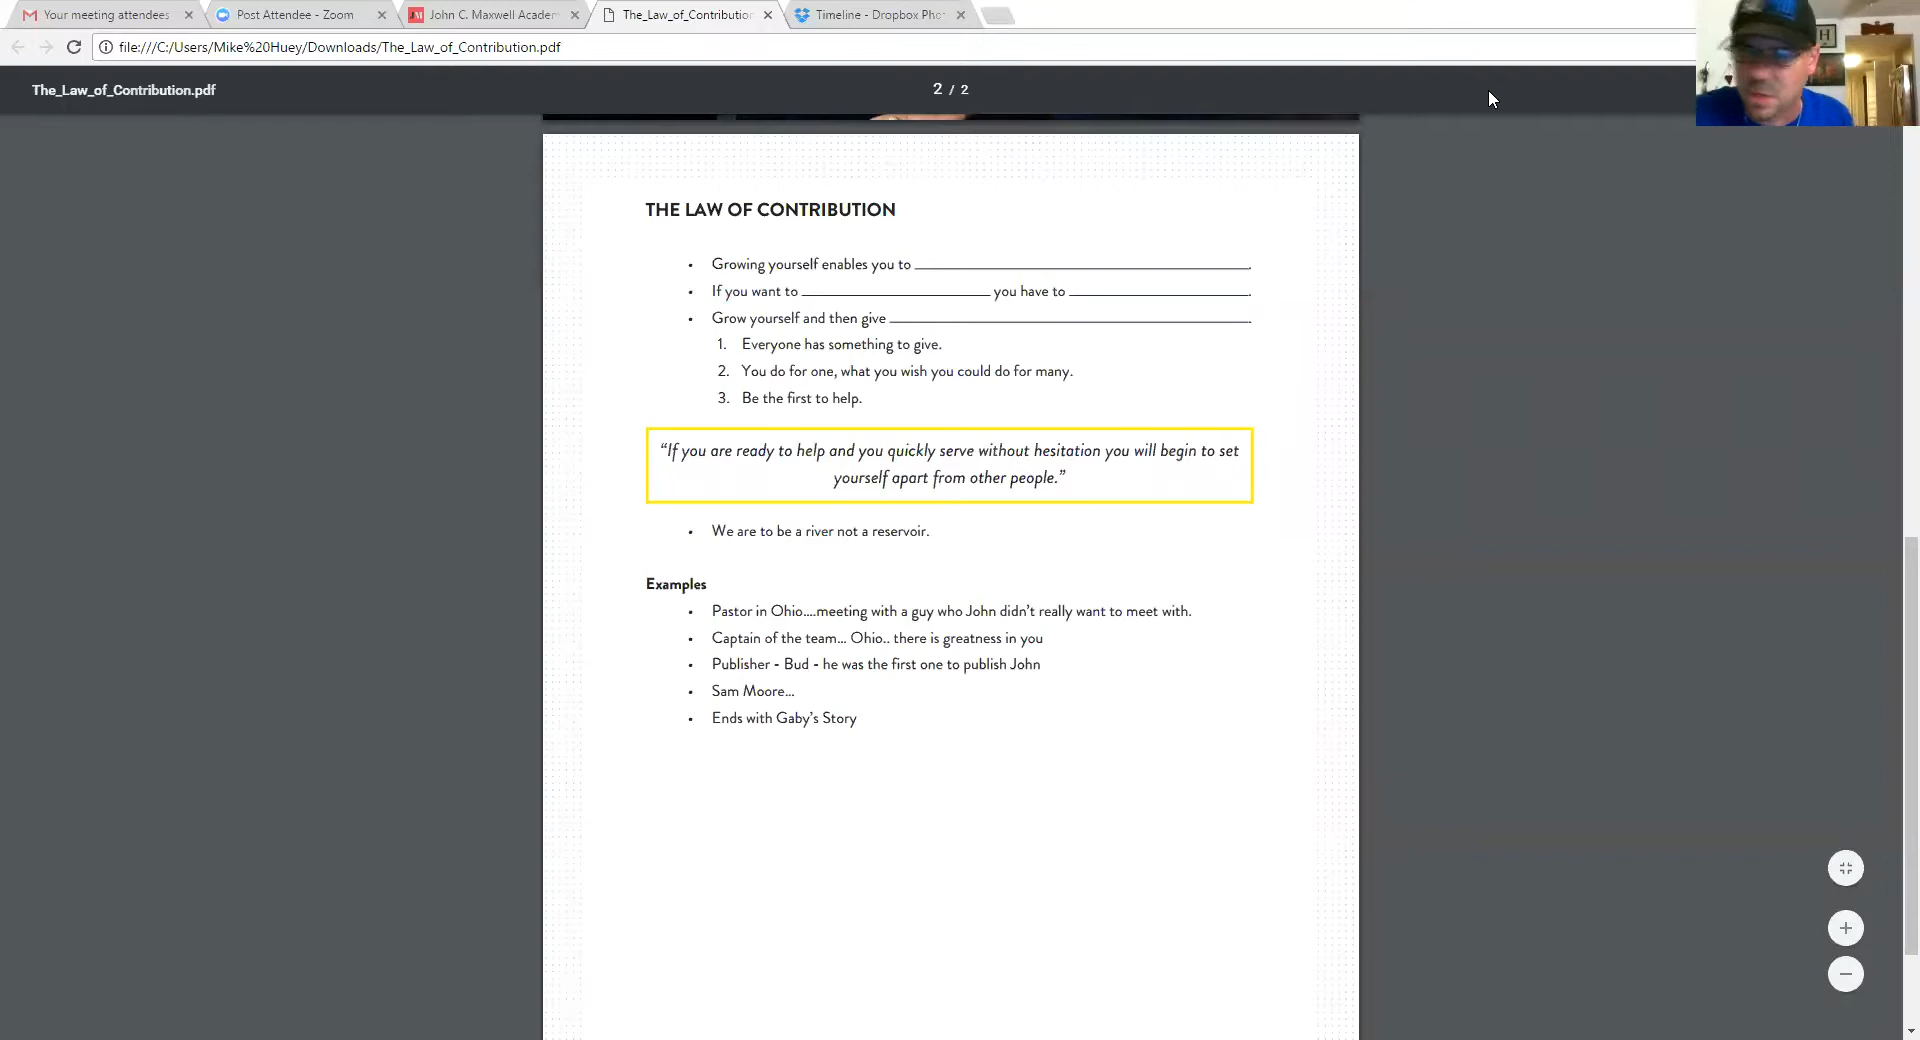 Your meeting attendees
Post Attendee - Zoom
John C. Maxwell Academ
The_Law_of_Contribution
Timeline - Dropbox Pho
file:///C:/Users/Mike%20Huey/Downloads/The_Law_of_Contribution.pdf
The_Law_of_Contribution.pdf
2 / 2
H
THE LAW OF CONTRIBUTION
• Growing yourself enables you to ____________________.
• If you want to ____________________ you have to ____________________.
• Grow yourself and then give ____________________.
1. Everyone has something to give.
2. You do for one, what you wish you could do for many.
3. Be the first to help.
“If you are ready to help and you quickly serve without hesitation you will begin to set
yourself apart from other people.”
• We are to be a river not a reservoir.
Examples
• Pastor in Ohio....meeting with a guy who John didn’t really want to meet with.
• Captain of the team... Ohio.. there is greatness in you
• Publisher - Bud - he was the first one to publish John
• Sam Moore...
• Ends with Gaby’s Story